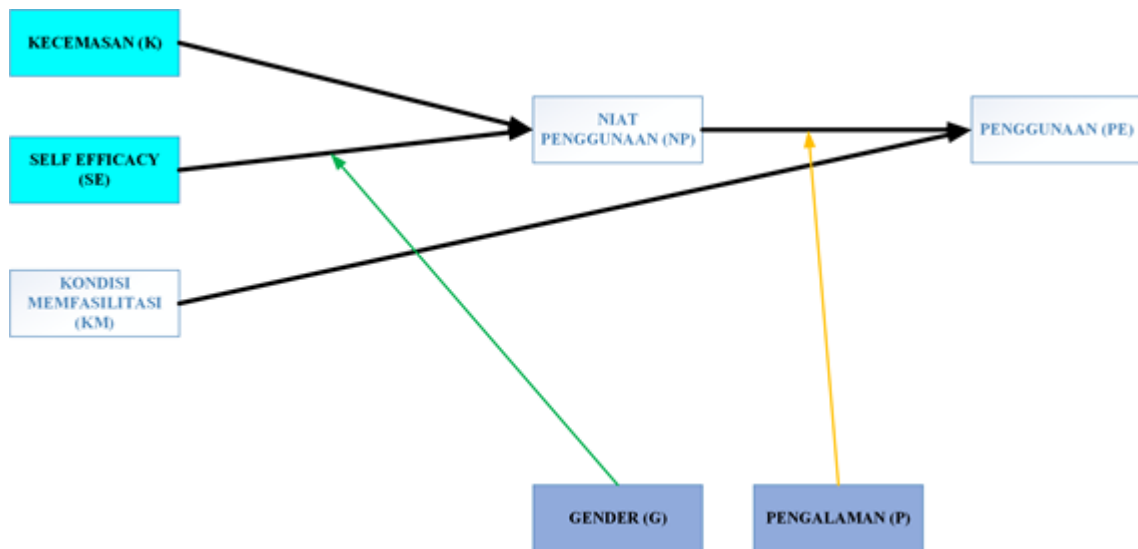 KECEMASAN (K)
SELF EFFICACY
(SE)
KONDISI
MEMFASILITASI
(KM)
NIAT
PENGGUNAAN (NP)
PENGGUNAAN (PE)
GENDER (G)
PENGALAMAN (P)